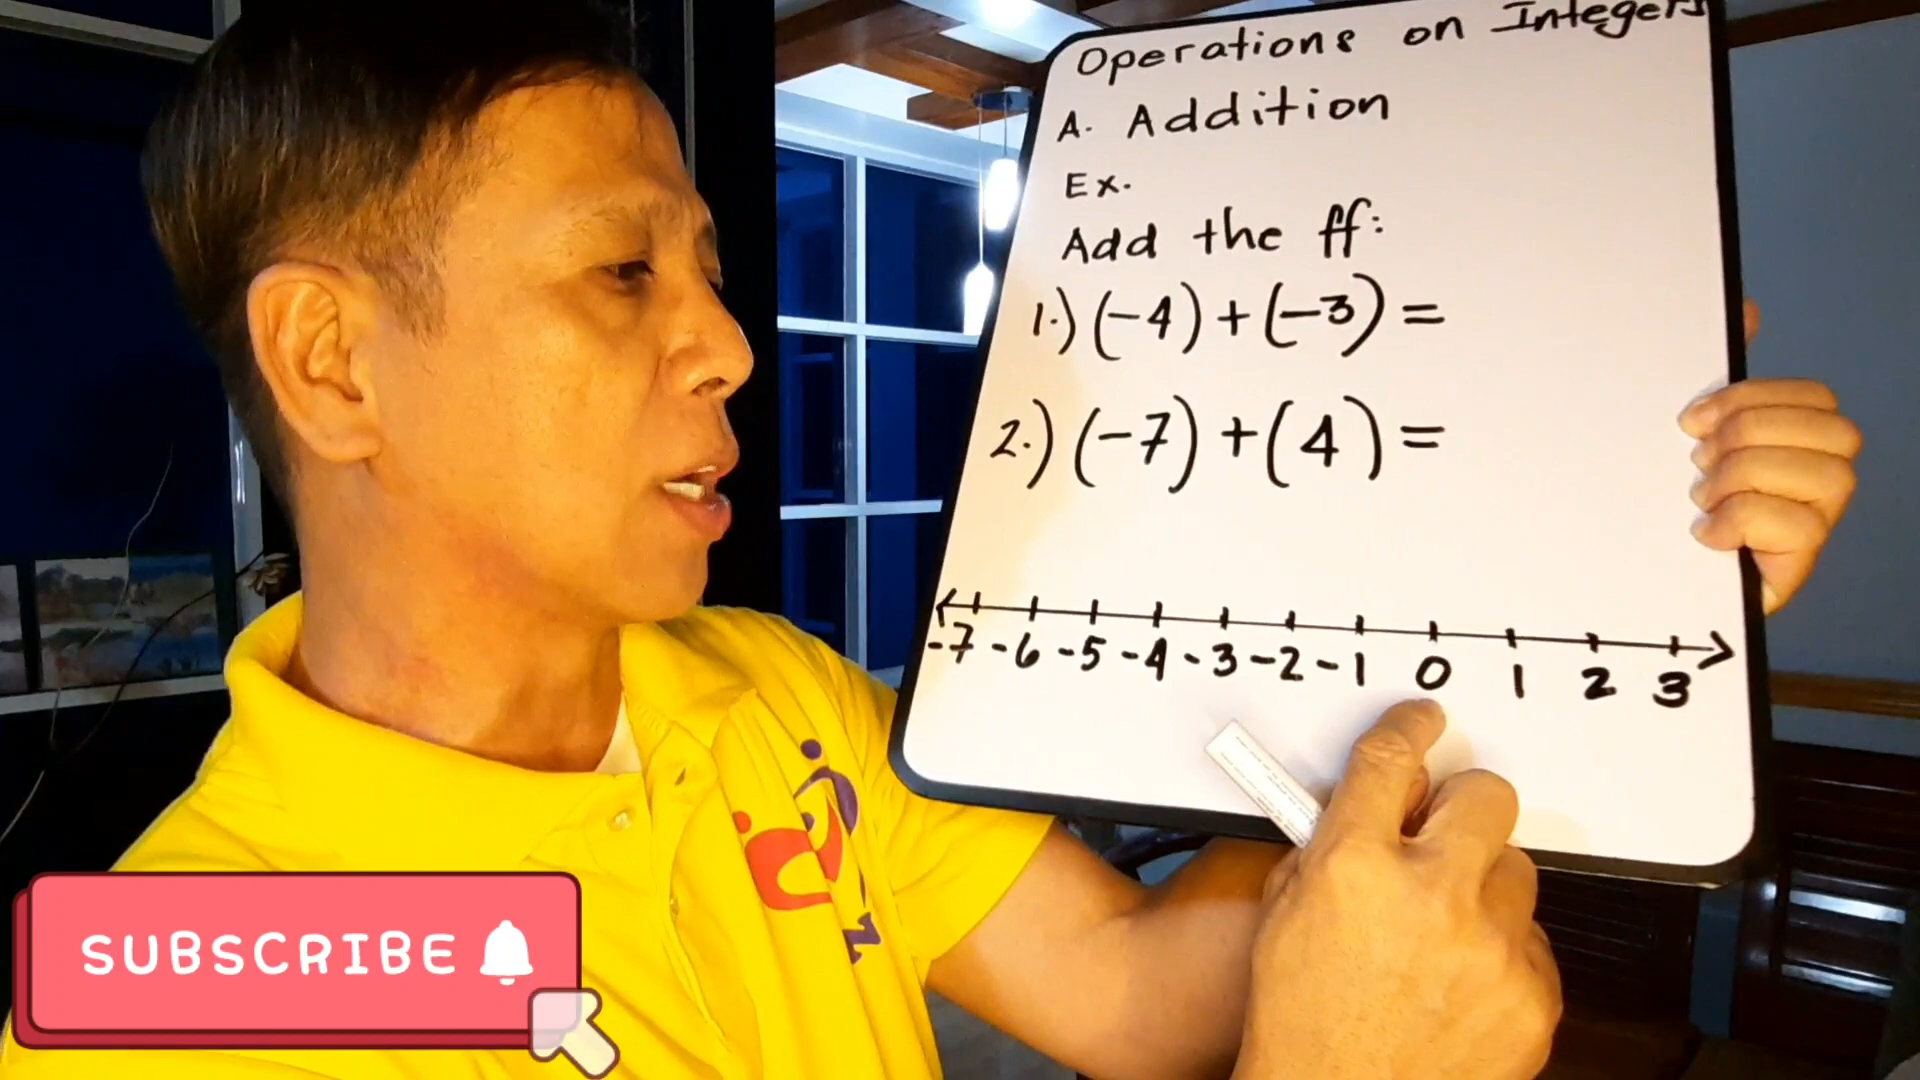 Operations on Integers
A. Addition
Ex.
Add the ff:
1.) (-4) + (-3) =
2.) (-7) + (4) =
-7 -6 -5 -4 -3 -2 -1 0 1 2 3
SUBSCRIBE